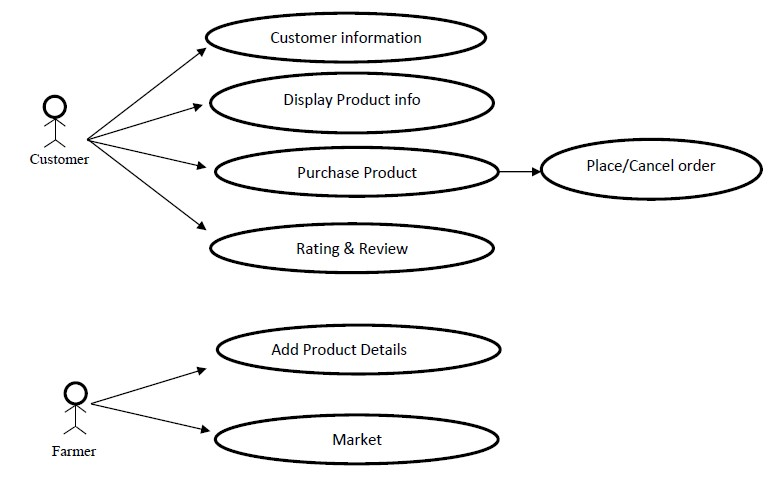 Customer information
Display Product info
Customer
Purchase Product
Place/Cancel order
Rating & Review
Add Product Details
Market
Farmer